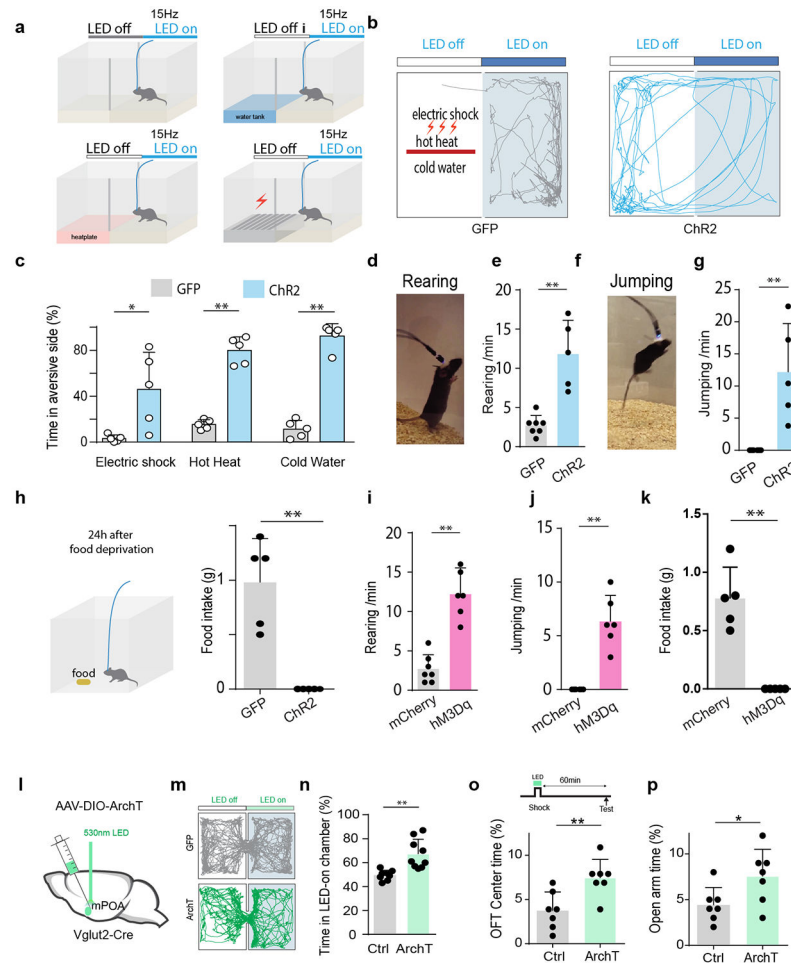 a
15Hz
LED off
LED on
15Hz
LED off i
LED on
water tank
15Hz
LED off
LED on
heatplate
15Hz
LED off
LED on
b
LED off
LED on
LED off
LED on
electric shock
hot heat
cold water
GFP
ChR2
c
GFP
ChR2
Time in aversive side (%)
80
40
0
*
**
**
Electric shock
Hot Heat
Cold Water
d
Rearing
e
Rearing /min
20
15
10
5
0
**
GFP
ChR2
f
Jumping
g
Jumping /min
25
20
15
10
5
0
**
GFP
ChR2
h
24h after
food deprivation
food
Food intake (g)
1
0
**
GFP
ChR2
i
Rearing /min
20
15
10
5
0
**
mCherry
hM3Dq
j
Jumping /min
15
10
5
0
**
mCherry
hM3Dq
k
Food intake (g)
1.5
1.0
0.5
0.0
**
mCherry
hM3Dq
l
AAV-DIO-ArchT
530nm LED
mPOA
Vglut2-Cre
m
LED off
LED on
GFP
ArchT
n
Time in LED-on chamber (%)
100
80
60
40
20
0
**
Ctrl
ArchT
o
LED
60min
Shock
Test
OFT Center time (%)
15
10
5
0
**
Ctrl
ArchT
p
Open arm time (%)
15
10
5
0
*
Ctrl
ArchT